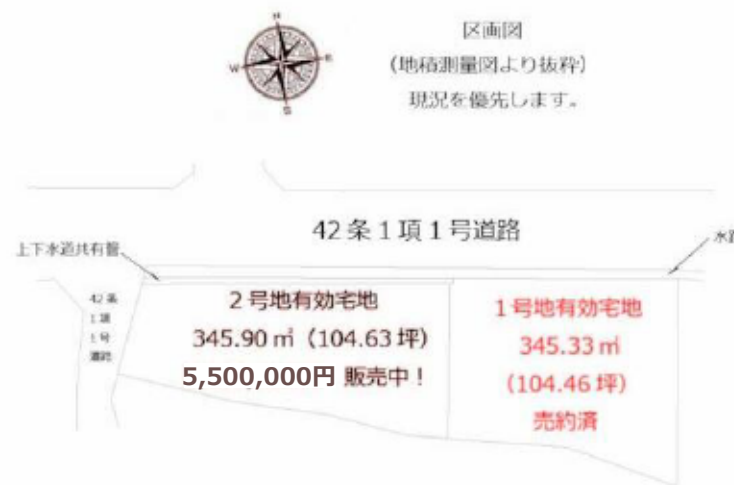 N
W
E
S
区画図
(地積測量図より抜粋)
現況を優先します。
42条1項1号道路
上下水道共有管
水路
42条
1項
1号
道路
2号地有効宅地
345.90㎡(104.63坪)
5,500,000円 販売中!
1号地有効宅地
345.33㎡
(104.46坪)
売約済